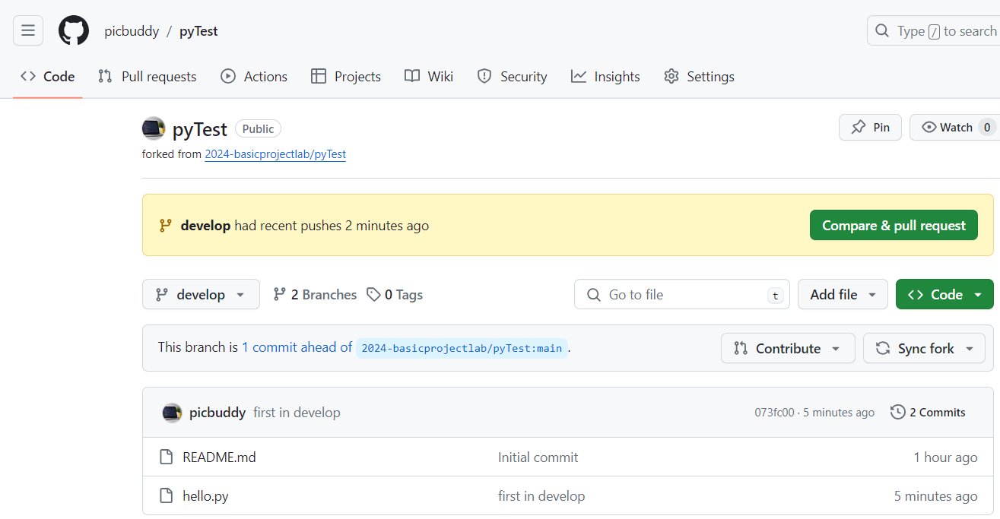 picbuddy / pyTest
Type / to search
Code Pull requests Actions Projects Wiki Security Insights Settings
pyTest Public
Pin Watch 0
forked from 2024-basicprojectlab/pyTest
develop had recent pushes 2 minutes ago Compare & pull request
develop 2 Branches 0 Tags Go to file t Add file Code
This branch is 1 commit ahead of 2024-basicprojectlab/pyTest:main. Contribute Sync fork
picbuddy first in develop 073fc00 · 5 minutes ago 2 Commits
README.md Initial commit 1 hour ago
hello.py first in develop 5 minutes ago